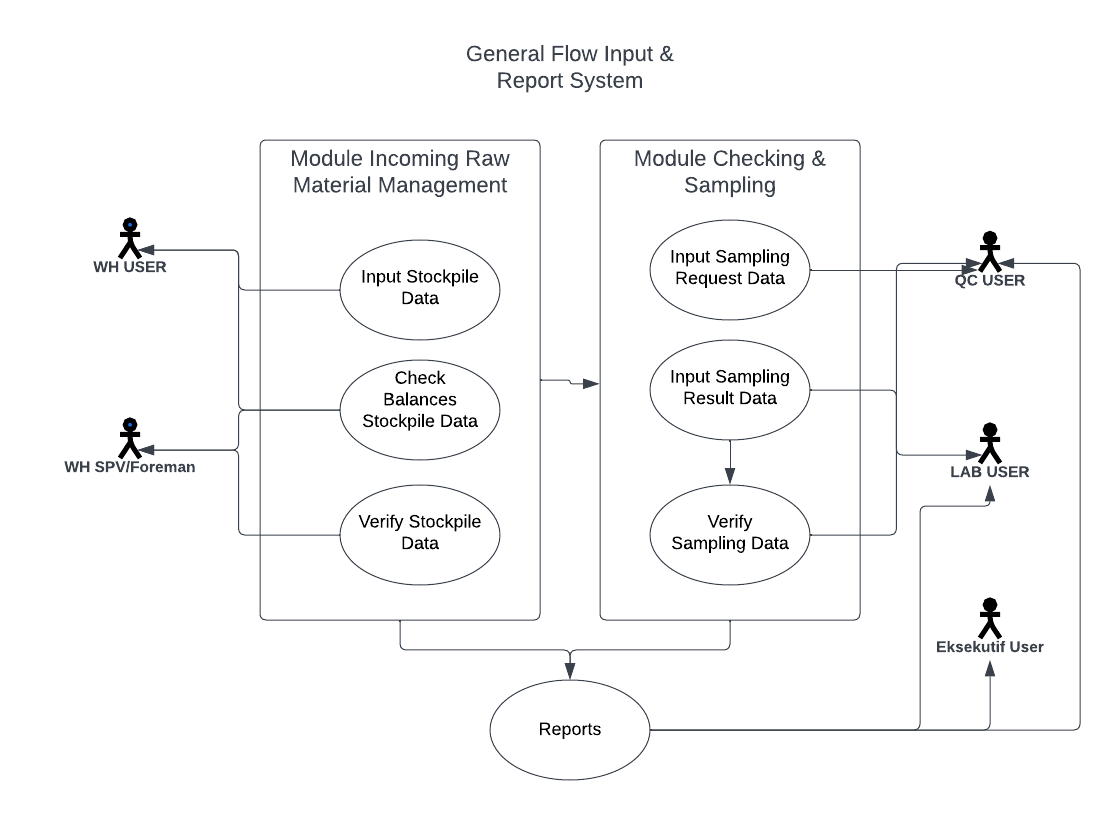 General Flow Input &
Report System
Module Incoming Raw
Material Management
Module Checking &
Sampling
WH USER
Input Stockpile
Data
Input Sampling
Request Data
QC USER
Check
Balances
Stockpile Data
Input Sampling
Result Data
WH SPV/Foreman
LAB USER
Verify Stockpile
Data
Verify
Sampling Data
Eksekutif User
Reports